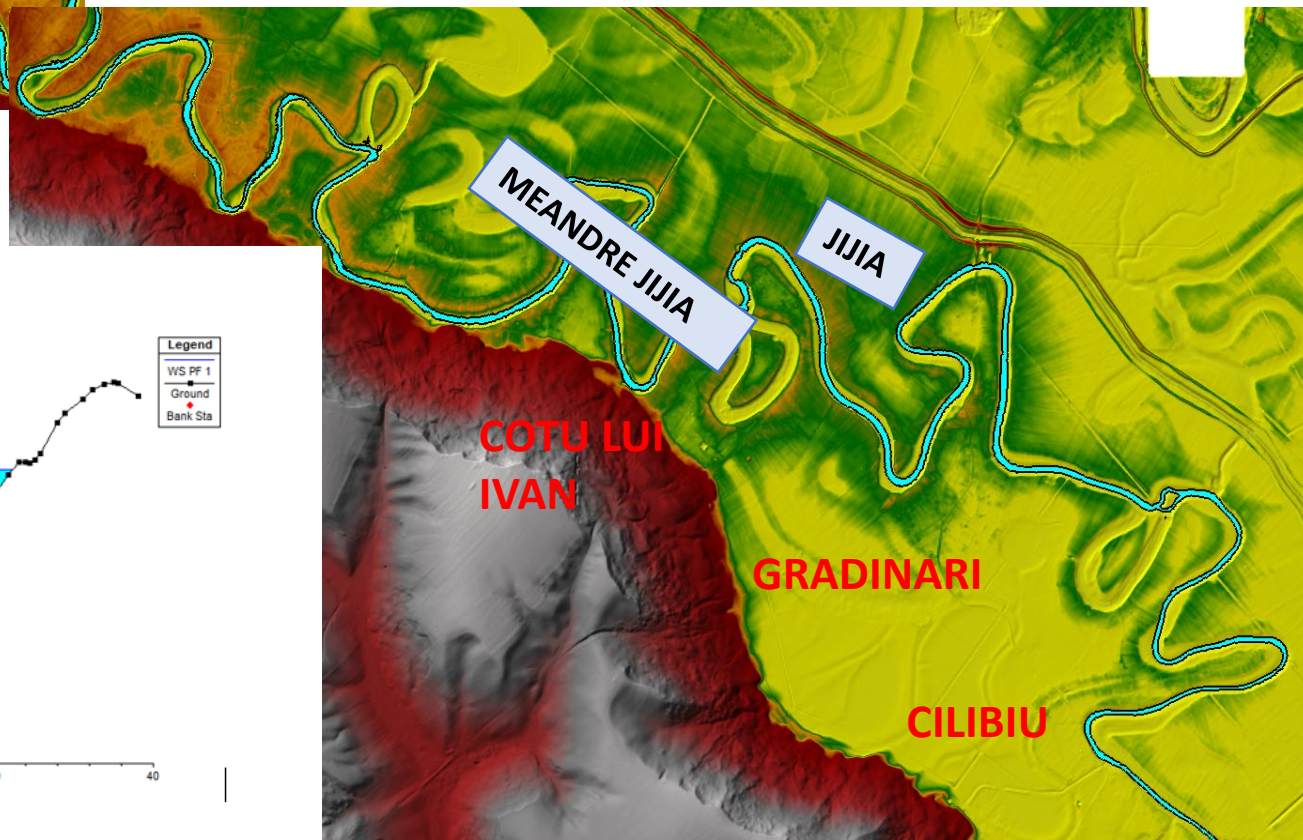 MEANDRE JIJIA
JIJIA
Legend
WS PF 1
Ground
Bank Sta
COTU LUI
IVAN
GRADINARI
CILIBIU
40